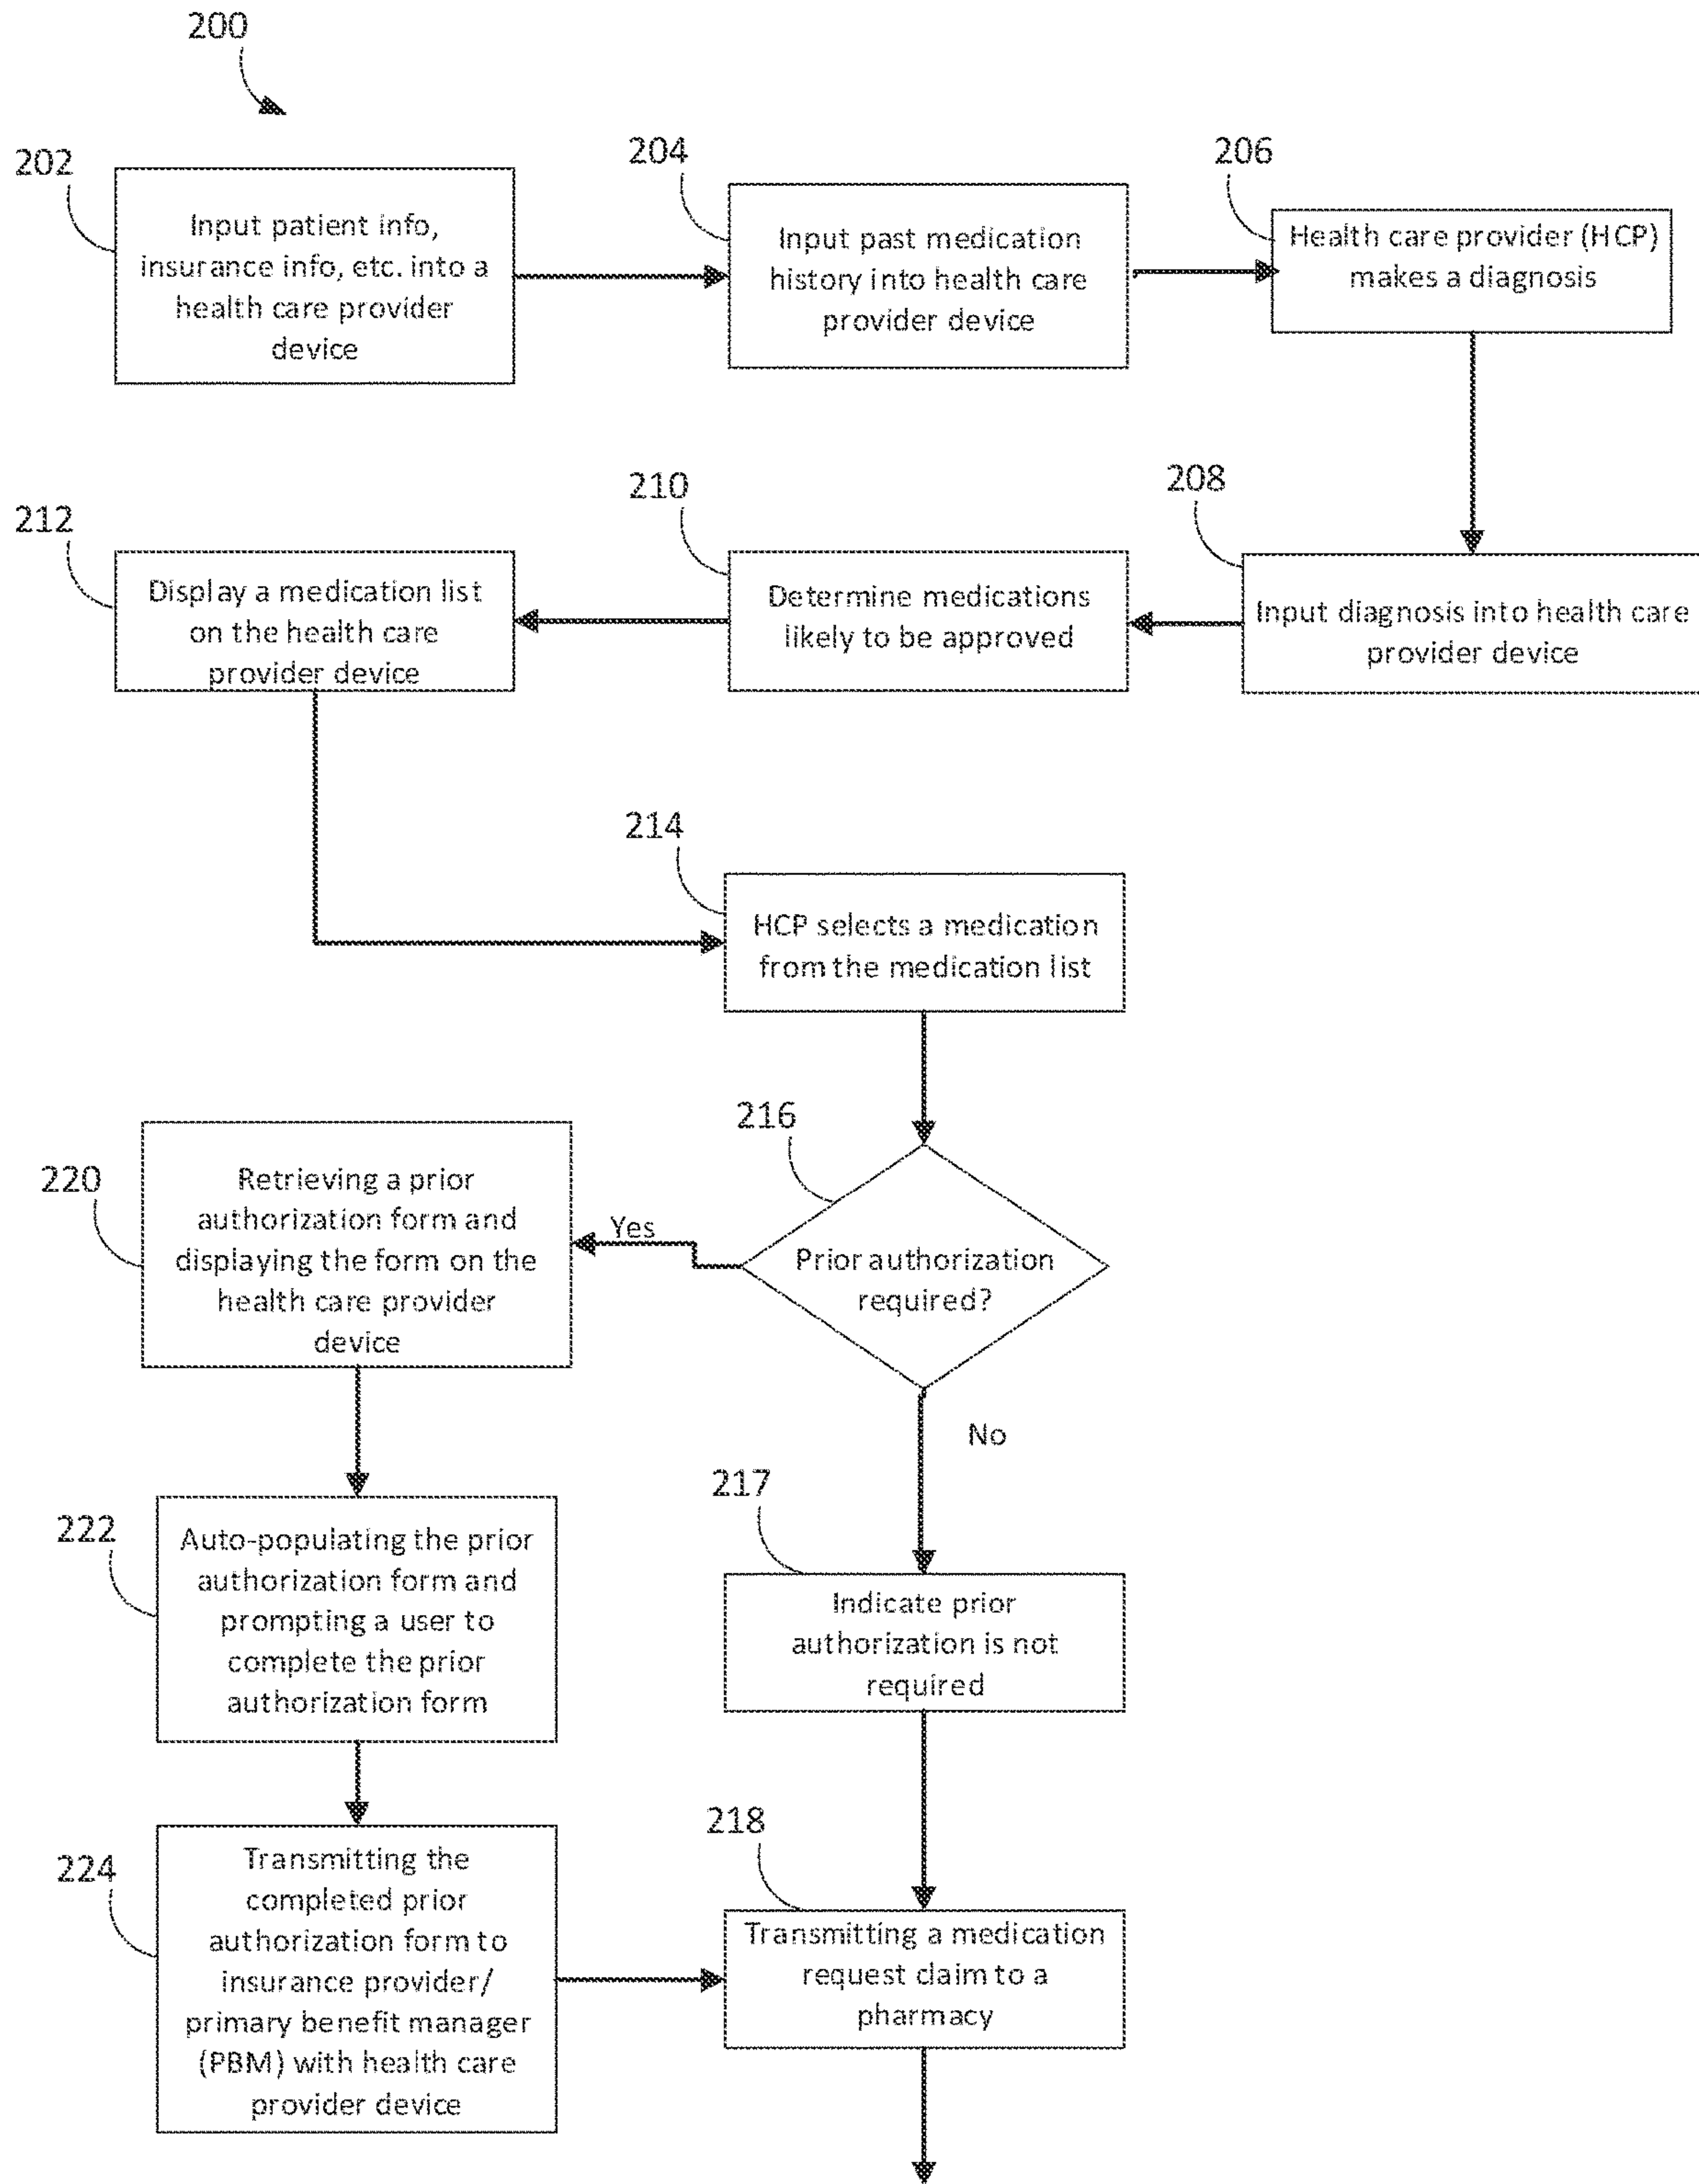 200
202
Input patient info,
insurance info, etc. into a
health care provider
device
204
Input past medication
history into health care
provider device
206
Health care provider (HCP)
makes a diagnosis
208
Input diagnosis into health care
provider device
210
Determine medications
likely to be approved
212
Display a medication list
on the health care
provider device
214
HCP selects a medication
from the medication list
216
Prior authorization
required?
Yes
No
220
Retrieving a prior
authorization form and
displaying the form on the
health care provider
device
222
Auto-populating the prior
authorization form and
prompting a user to
complete the prior
authorization form
224
Transmitting the
completed prior
authorization form to
insurance provider/
primary benefit manager
(PBM) with health care
provider device
217
Indicate prior
authorization is not
required
218
Transmitting a medication
request claim to a
pharmacy